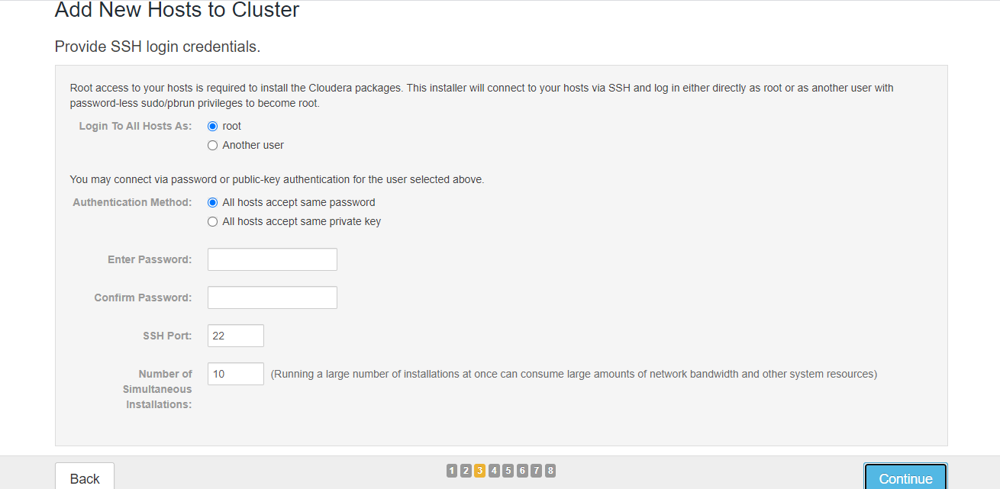 Add New Hosts to Cluster
Provide SSH login credentials.
Root access to your hosts is required to install the Cloudera packages. This installer will connect to your hosts via SSH and log in either directly as root or as another user with
password-less sudo/pbrun privileges to become root.
Login To All Hosts As: root
Another user
You may connect via password or public-key authentication for the user selected above.
Authentication Method: All hosts accept same password
All hosts accept same private key
Enter Password:
Confirm Password:
SSH Port: 22
Number of 10 (Running a large number of installations at once can consume large amounts of network bandwidth and other system resources)
Simultaneous
Installations:
Back 1 2 3 4 5 6 7 8 Continue